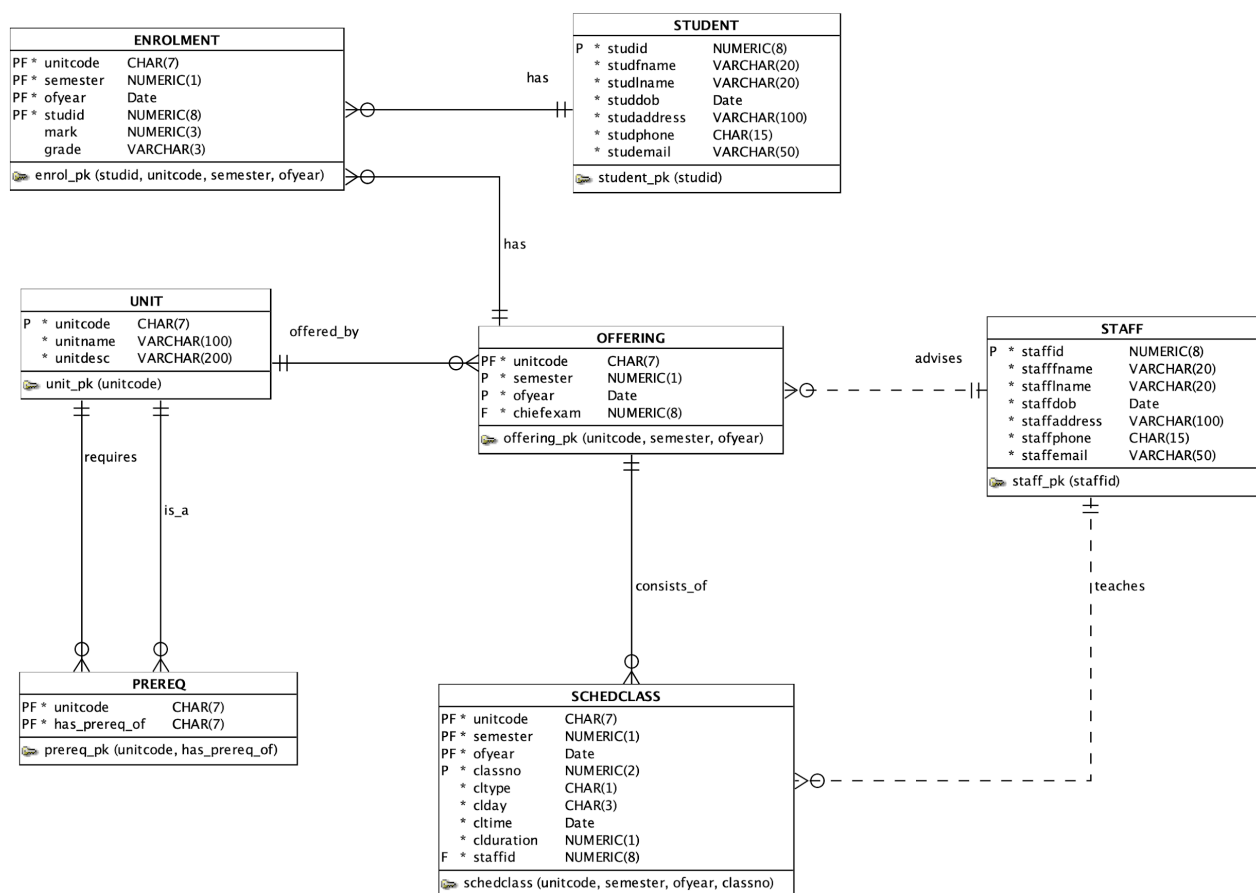 ENROLMENT
PF * unitcode CHAR(7)
PF * semester NUMERIC(1)
PF * ofyear Date
PF * studid NUMERIC(8)
mark NUMERIC(3)
grade VARCHAR(3)
enrol_pk (studid, unitcode, semester, ofyear)
has
STUDENT
P * studid NUMERIC(8)
* studfname VARCHAR(20)
* studlname VARCHAR(20)
* studdob Date
* studaddress VARCHAR(100)
* studphone CHAR(15)
* studemail VARCHAR(50)
student_pk (studid)
has
UNIT
P * unitcode CHAR(7)
* unitname VARCHAR(100)
* unitdesc VARCHAR(200)
unit_pk (unitcode)
offered_by
OFFERING
PF * unitcode CHAR(7)
P * semester NUMERIC(1)
P * ofyear Date
F * chiefexam NUMERIC(8)
offering_pk (unitcode, semester, ofyear)
advises
STAFF
P * staffid NUMERIC(8)
* stafffname VARCHAR(20)
* stafflname VARCHAR(20)
* staffdob Date
* staffaddress VARCHAR(100)
* staffphone CHAR(15)
* staffemail VARCHAR(50)
staff_pk (staffid)
requires
is_a
consists_of
teaches
PREREQ
PF * unitcode CHAR(7)
PF * has_prereq_of CHAR(7)
prereq_pk (unitcode, has_prereq_of)
SCHEDCLASS
PF * unitcode CHAR(7)
PF * semester NUMERIC(1)
PF * ofyear Date
P * classno NUMERIC(2)
* cltype CHAR(1)
* clday CHAR(3)
* cltime Date
* clduration NUMERIC(1)
F * staffid NUMERIC(8)
schedclass (unitcode, semester, ofyear, classno)